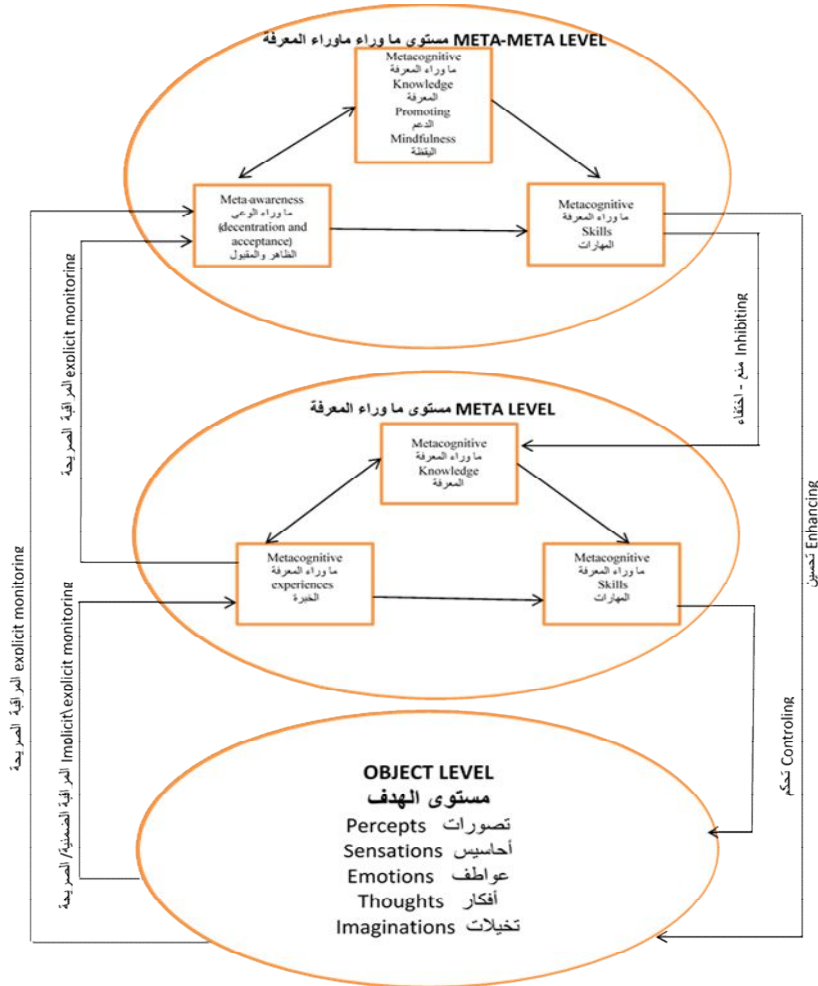 مستوى ما وراء ماوراء المعرفة META-META LEVEL
Metacognitive
ما وراء المعرفة
Knowledge
المعرفة
Promoting
الدعم
Mindfulness
اليقظة
Meta-awareness
ما وراء الوعي
(decentration and
acceptance)
الظاهر والمقبول
Metacognitive
ما وراء المعرفة
Skills
المهارات
المراقبة الصريحة explicit monitoring
منع - اختفاء Inhibiting
مستوى ما وراء المعرفة META LEVEL
Metacognitive
ما وراء المعرفة
Knowledge
المعرفة
Metacognitive
ما وراء المعرفة
experiences
الخبرة
Metacognitive
ما وراء المعرفة
Skills
المهارات
المراقبة الصريحة explicit monitoring
المراقبة الضمنية/ الصريحة Implicit\ explicit monitoring
تحسين Enhancing
تحكم Controling
OBJECT LEVEL
مستوى الهدف
Percepts تصورات
Sensations أحاسيس
Emotions عواطف
Thoughts أفكار
Imaginations تخيلات